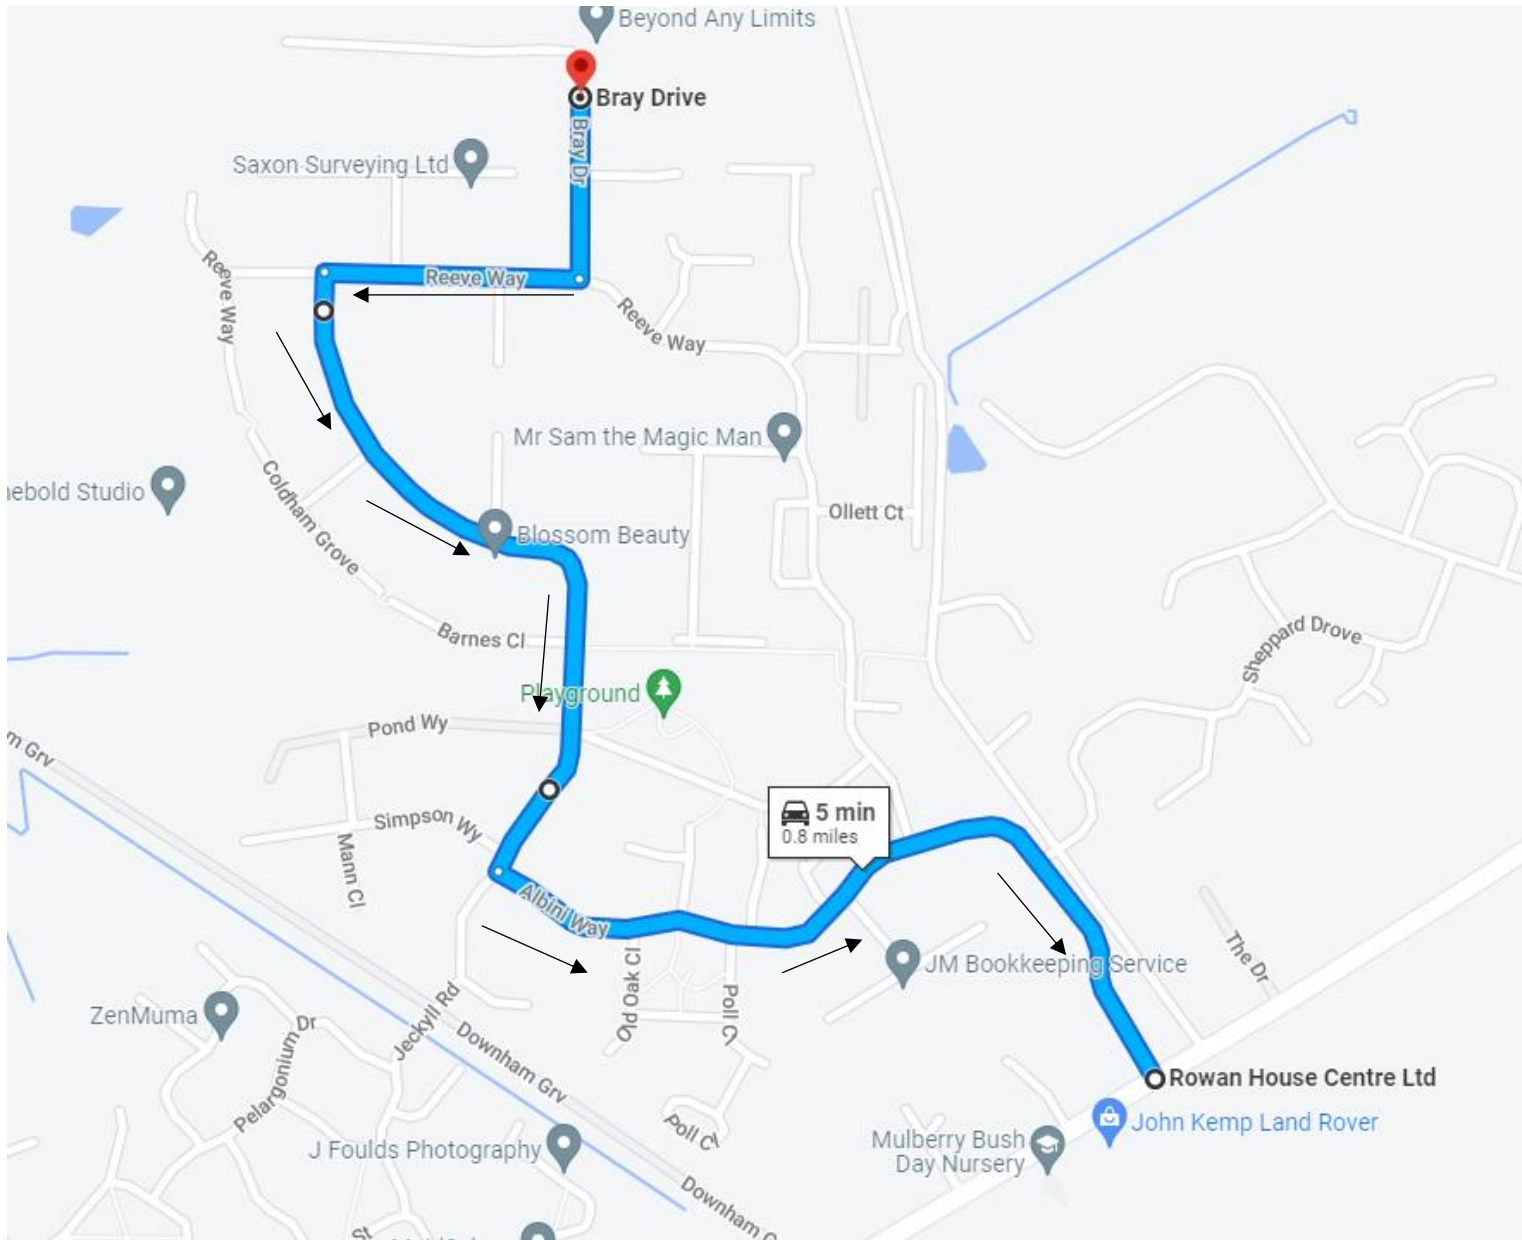 Beyond Any Limits
Bray Drive
Bray Dr
Saxon Surveying Ltd
Reeve Way
Reeve Way
Reeve Way
Mr Sam the Magic Man
nebold Studio
Coldham Grove
Ollett Ct
Blossom Beauty
Barnes Cl
Sheppard Drove
Playground
Pond Wy
m Grv
5 min
0.8 miles
Simpson Wy
Mann Cl
Albini Way
The Dr
JM Bookkeeping Service
Old Oak Cl
Poll C
ZenMuma
Jeckyll Rd
Pelargonium Dr
Downham Grv
Rowan House Centre Ltd
John Kemp Land Rover
Poll C
J Foulds Photography
Mulberry Bush
Day Nursery
Downham G
St